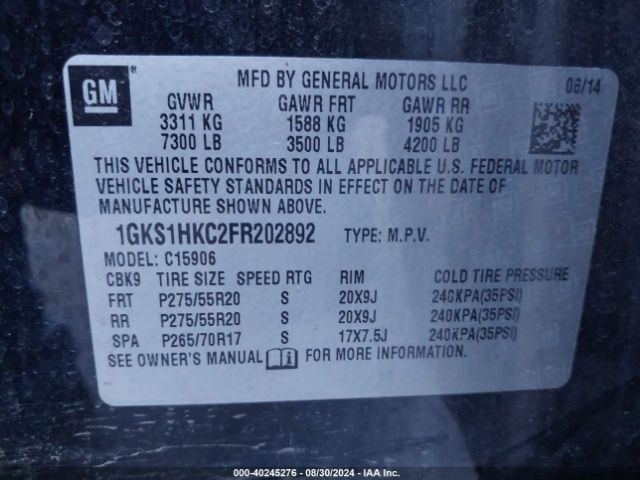 GM
MFD BY GENERAL MOTORS LLC 06/14
GVWR GAWR FRT GAWR RR
3311 KG 1588 KG 1905 KG
7300 LB 3500 LB 4200 LB
THIS VEHICLE CONFORMS TO ALL APPLICABLE U.S. FEDERAL MOTOR
VEHICLE SAFETY STANDARDS IN EFFECT ON THE DATE OF
MANUFACTURE SHOWN ABOVE.
1GKS1HKC2FR202892 TYPE: M.P.V.
MODEL: C15906
CBK9 TIRE SIZE SPEED RTG RIM COLD TIRE PRESSURE
FRT P275/55R20 S 20X9J 240KPA(35PSI)
RR P275/55R20 S 20X9J 240KPA(35PSI)
SPA P265/70R17 S 17X7.5J 240KPA(35PSI)
SEE OWNER'S MANUAL FOR MORE INFORMATION.
000-40245276 - 08/30/2024 - IAA Inc.